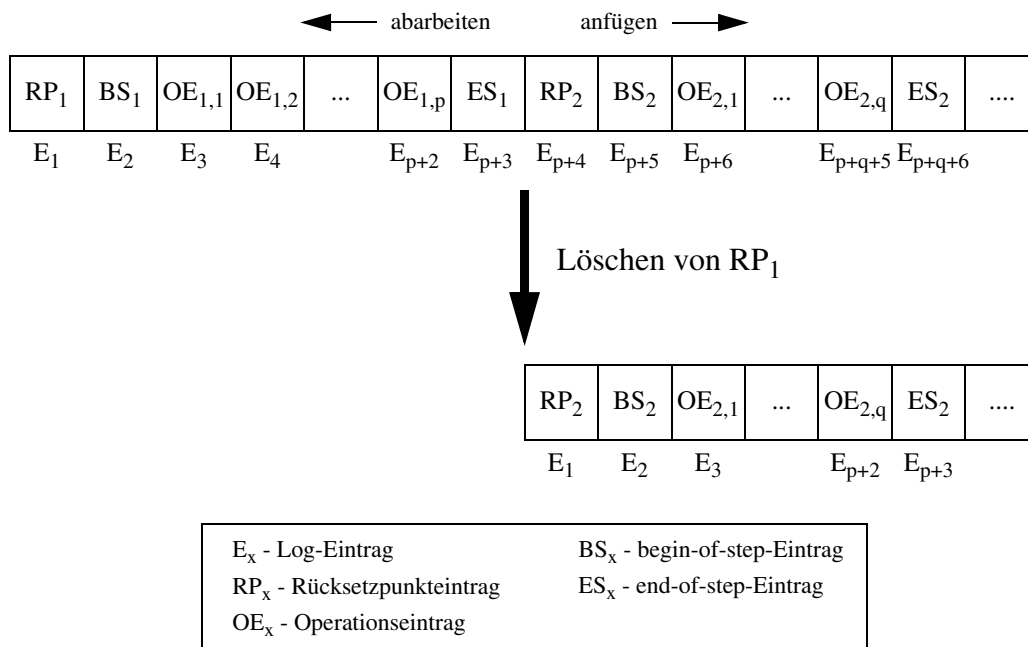 abarbeiten anfügen
RP1 BS1 OE1,1 OE1,2 ... OE1,p ES1 RP2 BS2 OE2,1 ... OE2,q ES2 ....
E1 E2 E3 E4 Ep+2 Ep+3 Ep+4 Ep+5 Ep+6 Ep+q+5 Ep+q+6
Löschen von RP1
RP2 BS2 OE2,1 ... OE2,q ES2 ....
E1 E2 E3 Ep+2 Ep+3
Ex - Log-Eintrag BSx - begin-of-step-Eintrag
RPx - Rücksetzpunkteintrag ESx - end-of-step-Eintrag
OEx - Operationseintrag